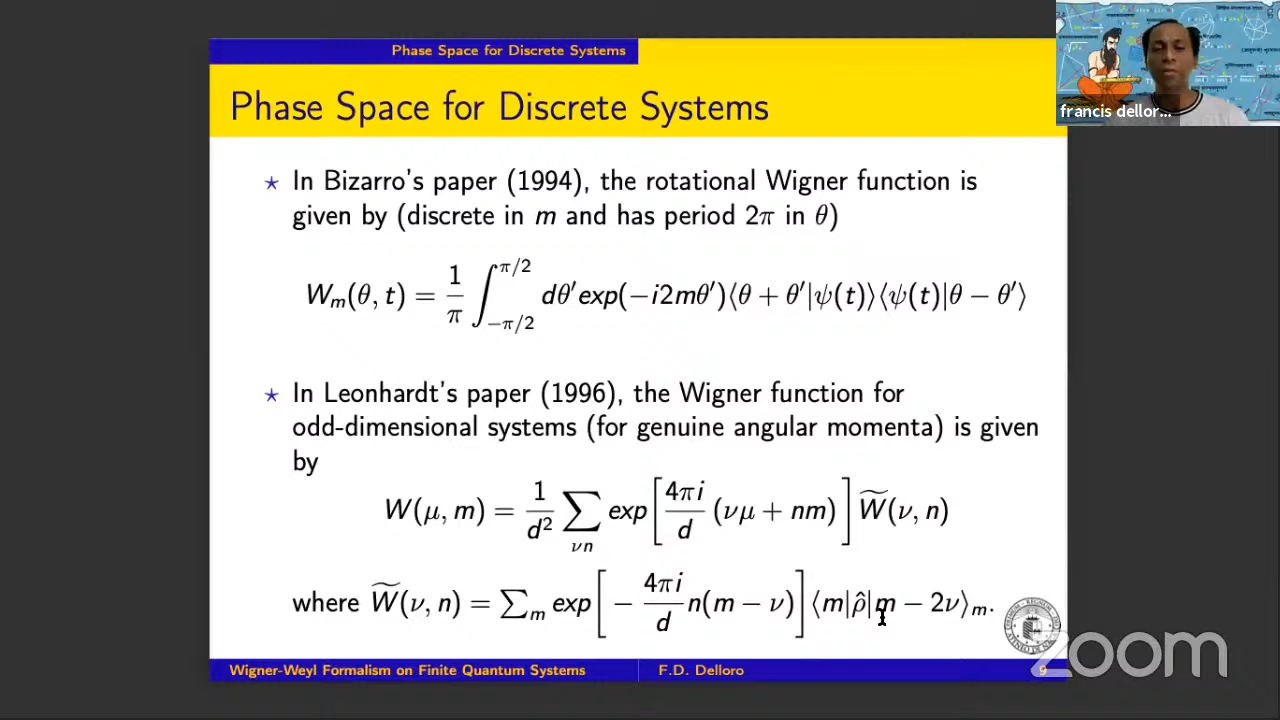 Phase Space for Discrete Systems
Phase Space for Discrete Systems
francis dellor...
⋆ In Bizarro's paper (1994), the rotational Wigner function is
given by (discrete in m and has period 2π in θ)
W_m(θ, t) = 1/π ∫_{−π/2}^{π/2} dθ′exp(−i2mθ′)⟨θ + θ′|ψ(t)⟩⟨ψ(t)|θ − θ′⟩
⋆ In Leonhardt's paper (1996), the Wigner function for
odd-dimensional systems (for genuine angular momenta) is given
by
W(μ, m) = 1/d² ∑_{νn} exp[4πi/d (νμ + nm)] W̃(ν, n)
where W̃(ν, n) = ∑_m exp[− 4πi/d n(m − ν)]⟨m|ρ̂|m − 2ν⟩_m.
zoom
Wigner-Weyl Formalism on Finite Quantum Systems F.D. Delloro 9